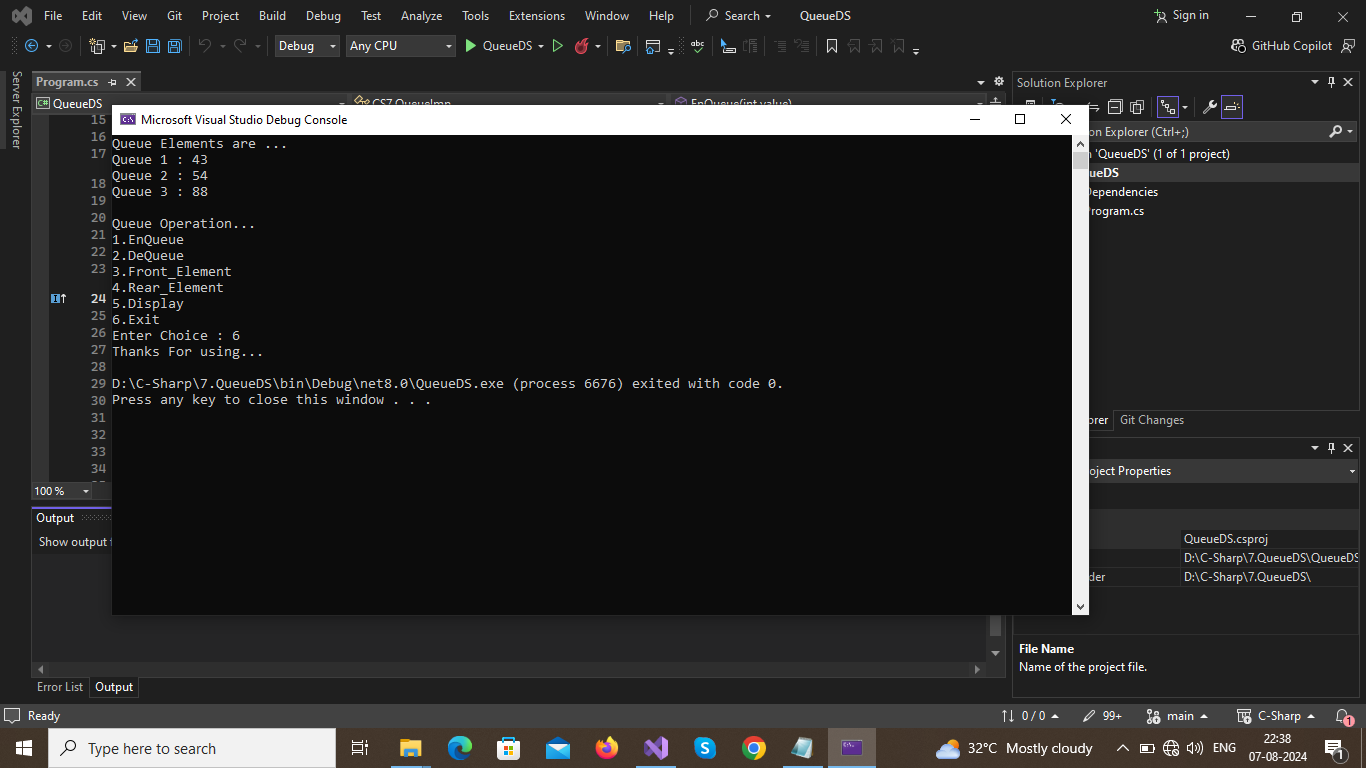 File Edit View Git Project Build Debug Test Analyze Tools Extensions Window Help Search QueueDS Sign in
Debug Any CPU QueueDS GitHub Copilot
Server Explorer
Program.cs
QueueDS CS7.QueueImp EnQueue(int value)
15
16
17
18
19
20
21
22
23
24
25
26
27
28
29
30
31
32
33
34
100 %
Microsoft Visual Studio Debug Console
Queue Elements are ...
Queue 1 : 43
Queue 2 : 54
Queue 3 : 88
Queue Operation...
1.EnQueue
2.DeQueue
3.Front_Element
4.Rear_Element
5.Display
6.Exit
Enter Choice : 6
Thanks For using...
D:\C-Sharp\7.QueueDS\bin\Debug\net8.0\QueueDS.exe (process 6676) exited with code 0.
Press any key to close this window . . .
Solution Explorer
on Explorer (Ctrl+;)
'QueueDS' (1 of 1 project)
ueDS
Dependencies
rogram.cs
orer Git Changes
oject Properties
QueueDS.csproj
D:\C-Sharp\7.QueueDS\QueueDS
der D:\C-Sharp\7.QueueDS\
File Name
Name of the project file.
Output
Show output
Error List Output
Ready 0 / 0 99+ main C-Sharp 1
Type here to search 32°C Mostly cloudy ENG 22:38
07-08-2024
1